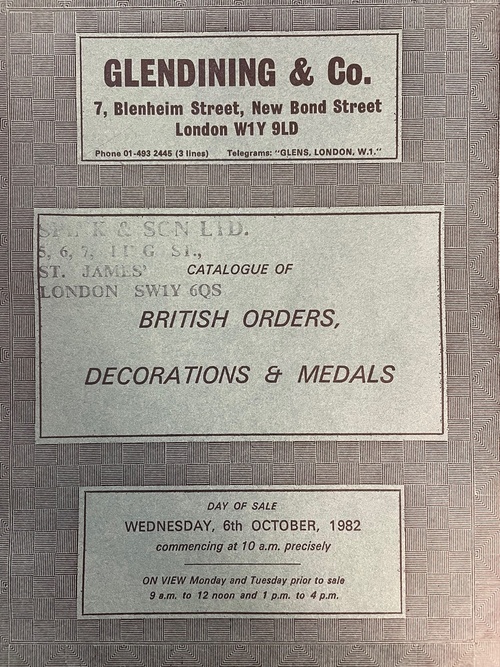 GLENDINING & Co.
7, Blenheim Street, New Bond Street
London W1Y 9LD
Phone 01-493 2445 (3 lines) Telegrams: "GLENS, LONDON, W.1."
& SON LTD.
5, 6, 7, ST.,
ST. JAMES'
LONDON SW1Y 6QS
CATALOGUE OF
BRITISH ORDERS,
DECORATIONS & MEDALS
DAY OF SALE
WEDNESDAY, 6th OCTOBER, 1982
commencing at 10 a.m. precisely
ON VIEW Monday and Tuesday prior to sale
9 a.m. to 12 noon and 1 p.m. to 4 p.m.